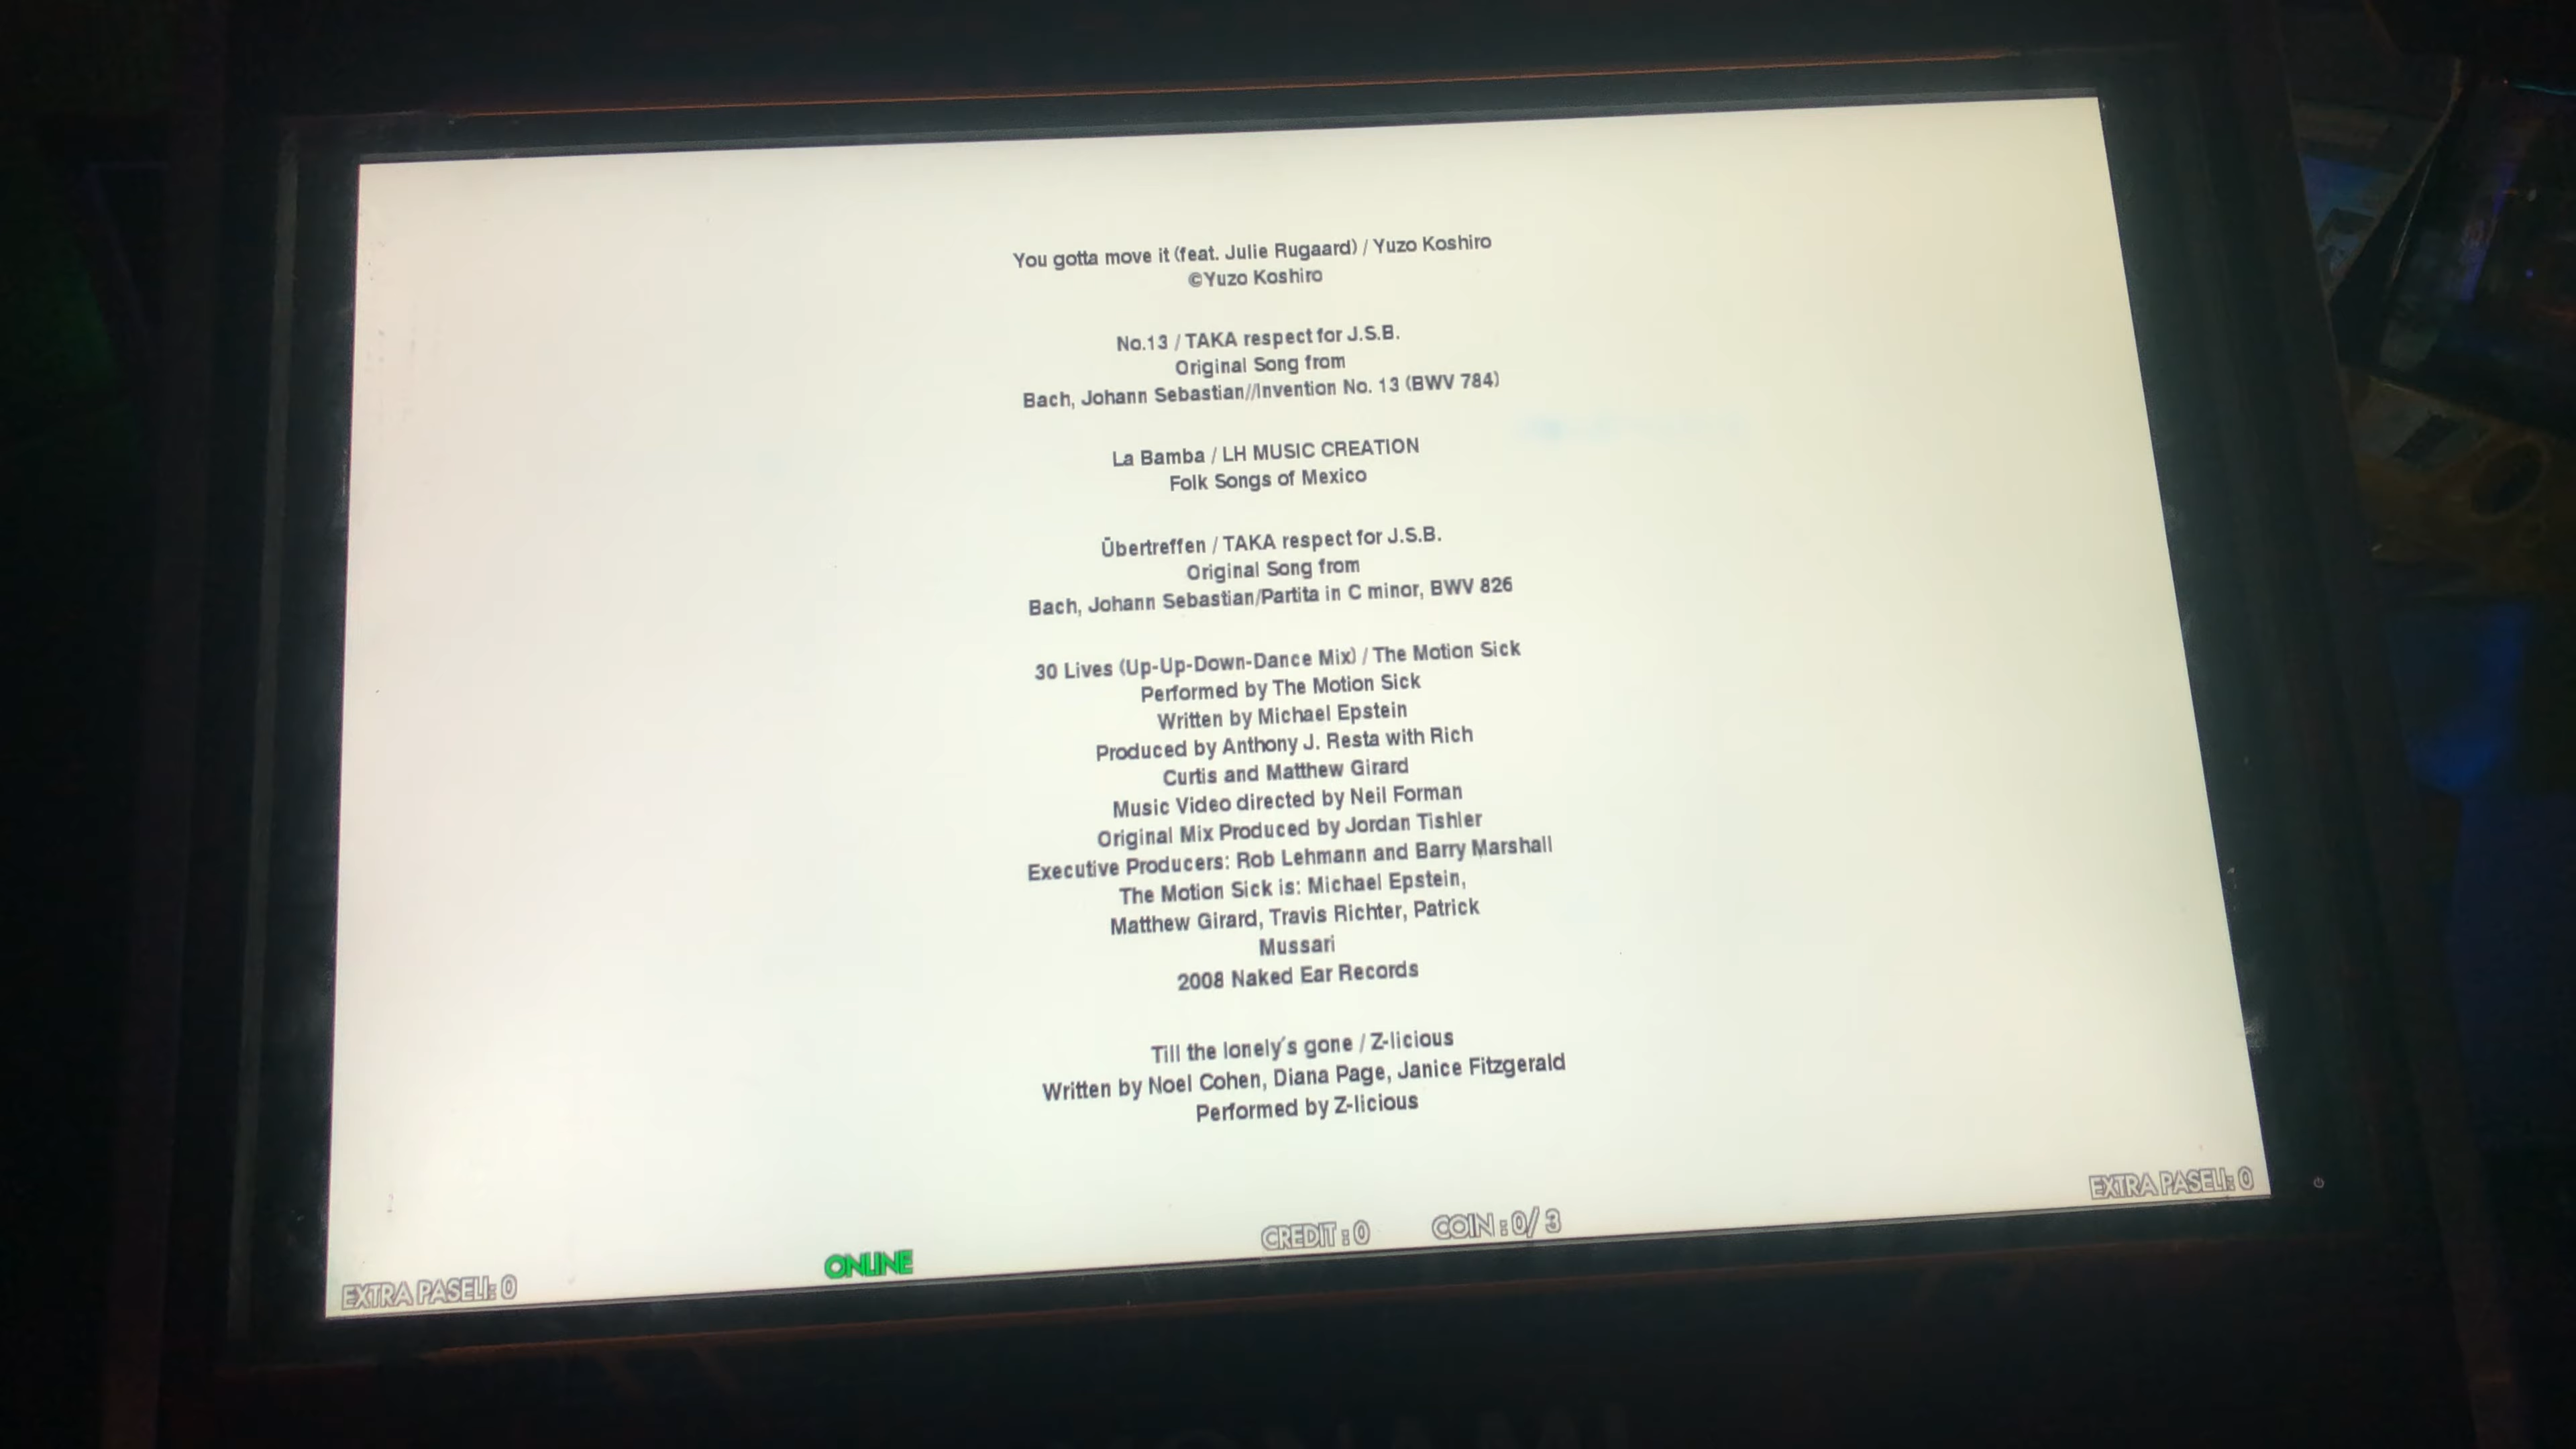 You gotta move it (feat. Julie Rugaard) / Yuzo Koshiro
©Yuzo Koshiro
No.13 / TAKA respect for J.S.B.
Original Song from
Bach, Johann Sebastian//Invention No. 13 (BWV 784)
La Bamba / LH MUSIC CREATION
Folk Songs of Mexico
Übertreffen / TAKA respect for J.S.B.
Original Song from
Bach, Johann Sebastian/Partita in C minor, BWV 826
30 Lives (Up-Up-Down-Dance Mix) / The Motion Sick
Performed by The Motion Sick
Written by Michael Epstein
Produced by Anthony J. Resta with Rich
Curtis and Matthew Girard
Music Video directed by Neil Forman
Original Mix Produced by Jordan Tishler
Executive Producers: Rob Lehmann and Barry Marshall
The Motion Sick is: Michael Epstein,
Matthew Girard, Travis Richter, Patrick
Mussari
2008 Naked Ear Records
Till the lonely's gone / Z-licious
Written by Noel Cohen, Diana Page, Janice Fitzgerald
Performed by Z-licious
EXTRA PASELI: 0
ONLINE
CREDIT : 0
COIN : 0/ 3
EXTRA PASELI: 0